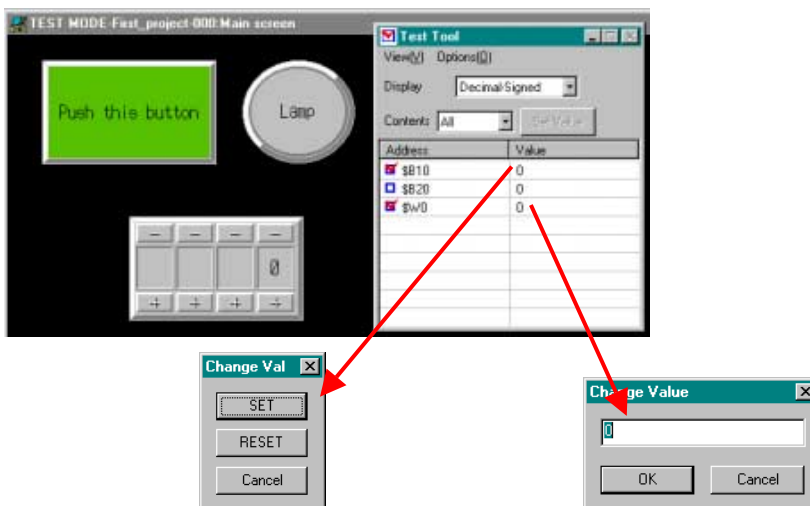 TEST MODE-First_project-000:Main screen
Push this button
Lamp
- - - -
0
+ + + +
Test Tool
View(V) Options(O)
Display Decimal-Signed
Contents All Set Value
Address Value
$B10 0
$B20 0
$W0 0
Change Val
SET
RESET
Cancel
Change Value
0
OK Cancel